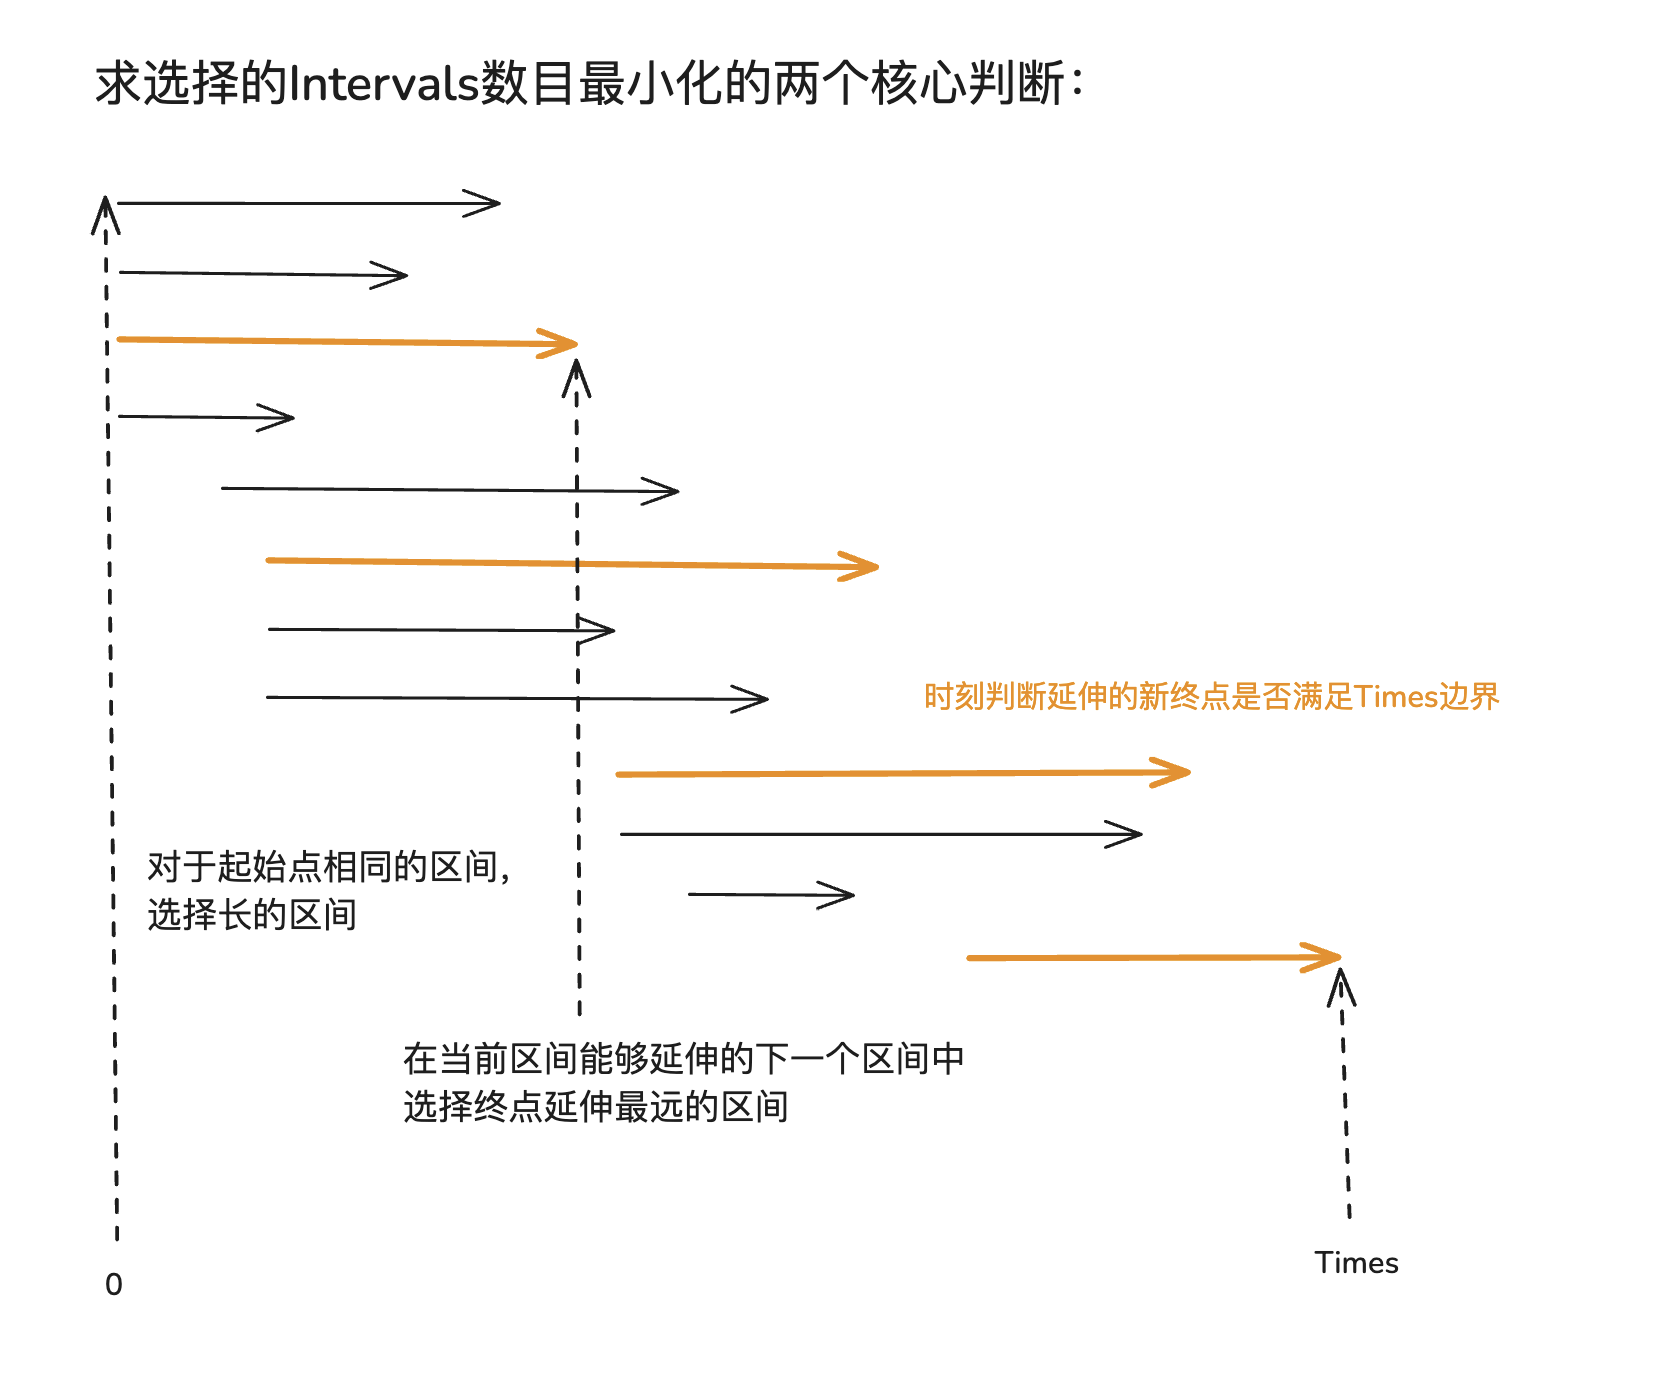 求选择的Intervals数目最小化的两个核心判断：
时刻判断延伸的新终点是否满足Times边界
对于起始点相同的区间，
选择长的区间
在当前区间能够延伸的下一个区间中
选择终点延伸最远的区间
Times
0